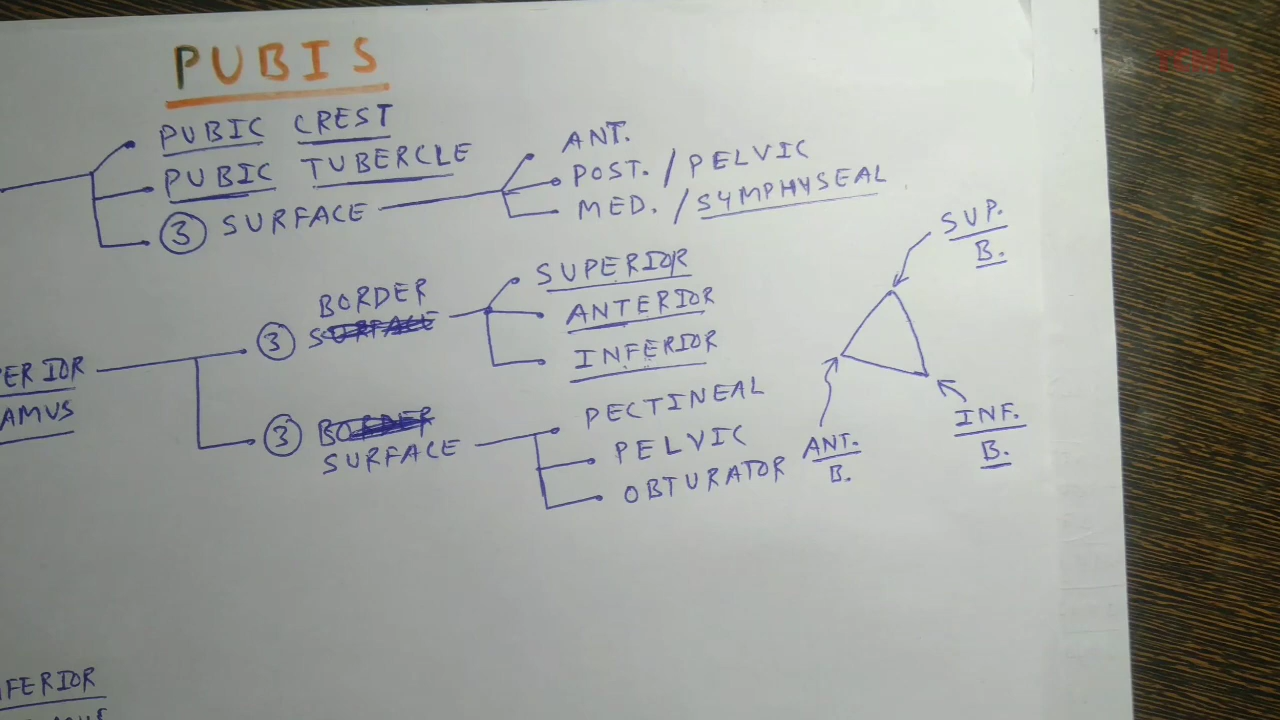 PUBIS
PUBIC CREST
PUBIC TUBERCLE
3 SURFACE
ANT.
POST. / PELVIC
MED. / SYMPHYSEAL
ERIOR
AMUS
3 BORDER
SURFACE
SUPERIOR
ANTERIOR
INFERIOR
3 BORDER
SURFACE
PECTINEAL
PELVIC
OBTURATOR
SUP.
B.
ANT.
B.
INF.
B.
FERIOR